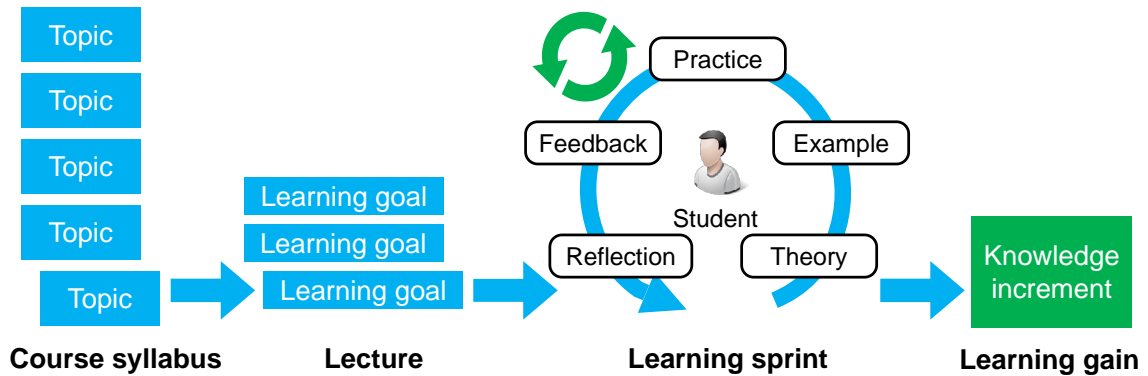 Topic
Topic
Topic
Topic
Topic
Course syllabus
Learning goal
Learning goal
Learning goal
Lecture
Practice
Feedback
Example
Student
Reflection
Theory
Learning sprint
Knowledge
increment
Learning gain